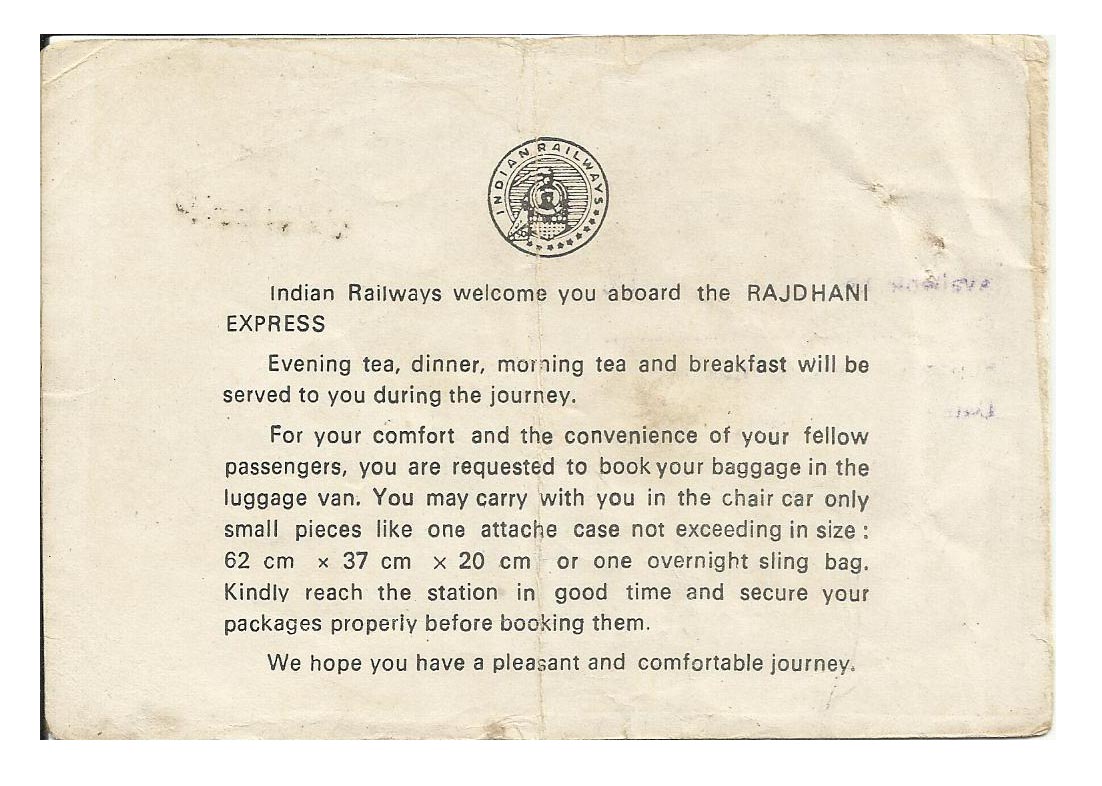 INDIAN RAILWAYS
Indian Railways welcome you aboard the RAJDHANI
EXPRESS
Evening tea, dinner, morning tea and breakfast will be
served to you during the journey.
For your comfort and the convenience of your fellow
passengers, you are requested to book your baggage in the
luggage van. You may carry with you in the chair car only
small pieces like one attache case not exceeding in size :
62 cm × 37 cm × 20 cm or one overnight sling bag.
Kindly reach the station in good time and secure your
packages properly before booking them.
We hope you have a pleasant and comfortable journey.